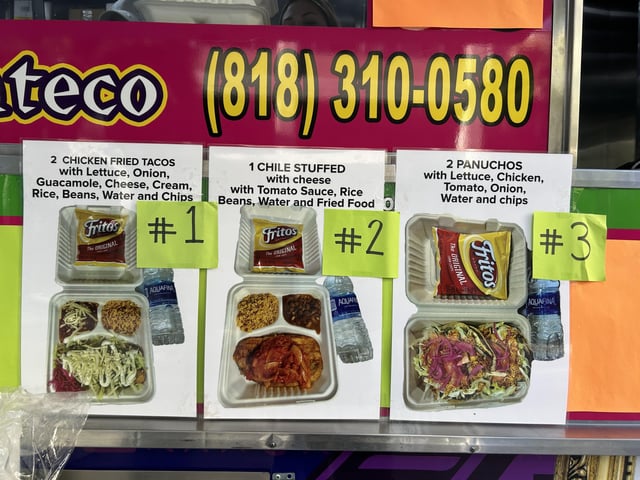 teco
(818) 310-0580
2 CHICKEN FRIED TACOS
with Lettuce, Onion,
Guacamole, Cheese, Cream,
Rice, Beans, Water and Chips
Fritos
The ORIGINAL
#1
AQUAFINA
1 CHILE STUFFED
with cheese
with Tomato Sauce, Rice
Beans, Water and Fried Food
Fritos
The ORIGINAL
#2
AQUAFINA
2 PANUCHOS
with Lettuce, Chicken,
Tomato, Onion,
Water and chips
Fritos
The ORIGINAL
#3
AQUAFINA